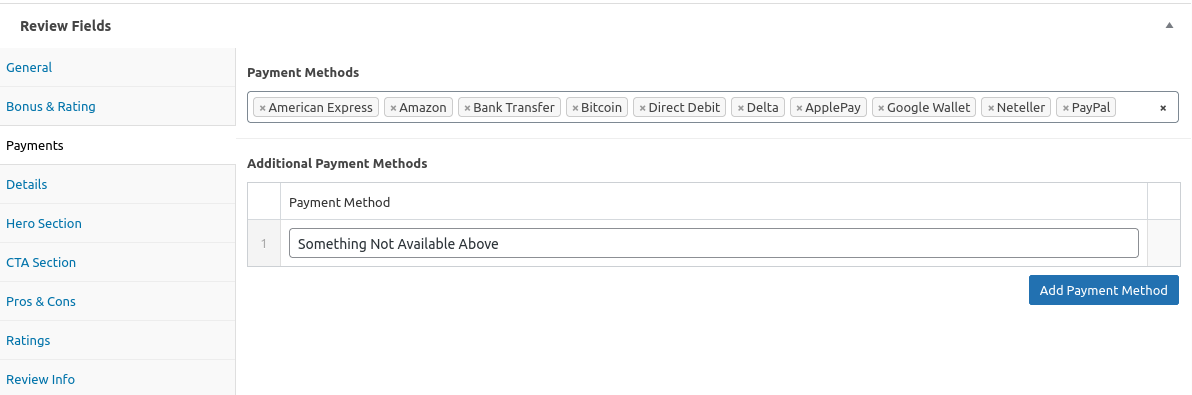 Review Fields
General
Bonus & Rating
Payments
Details
Hero Section
CTA Section
Pros & Cons
Ratings
Review Info
Payment Methods
× American Express × Amazon × Bank Transfer × Bitcoin × Direct Debit × Delta × ApplePay × Google Wallet × Neteller × PayPal ×
Additional Payment Methods
Payment Method
1 Something Not Available Above
Add Payment Method